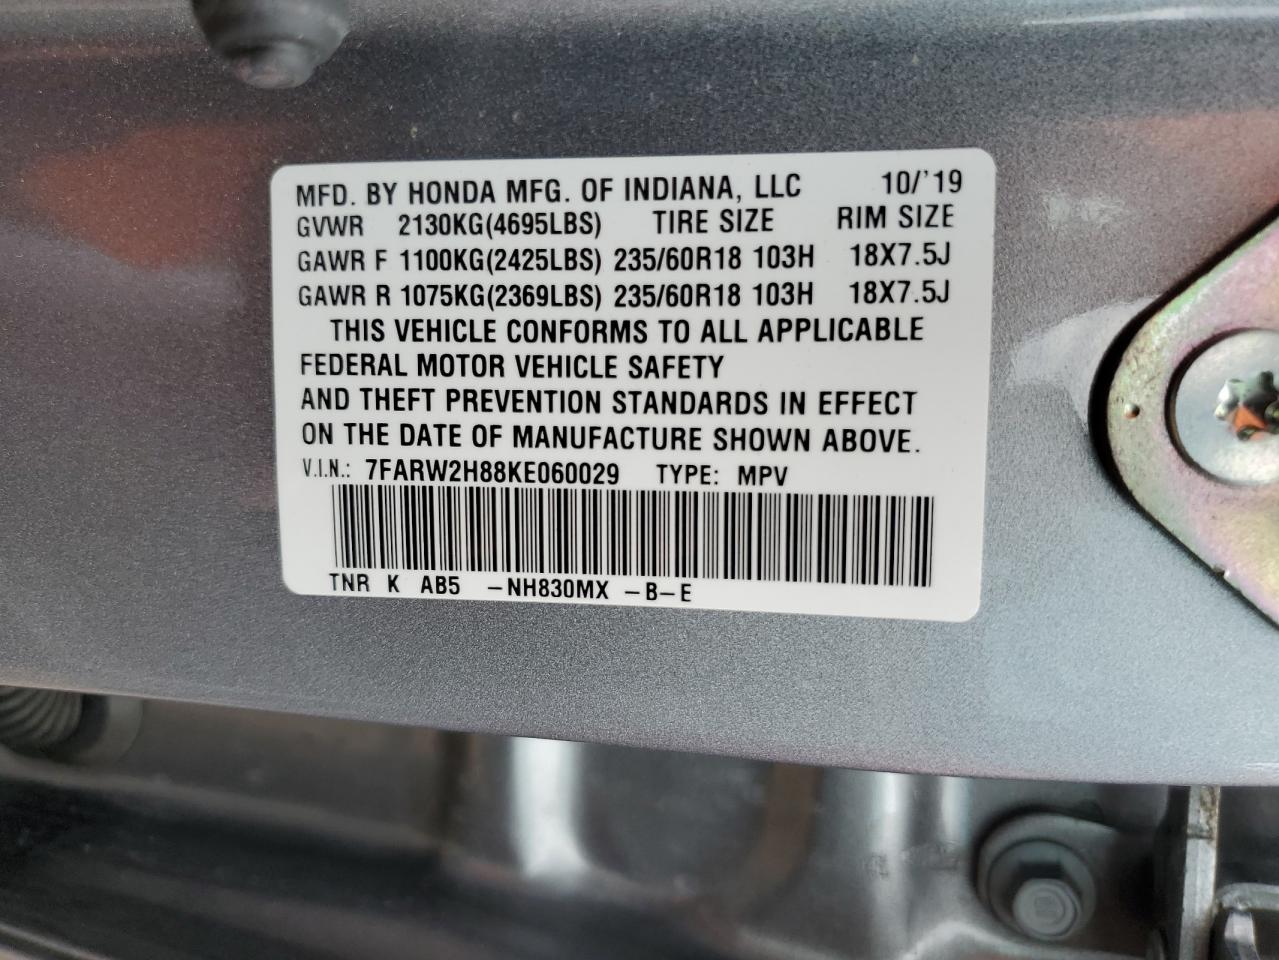 MFD. BY HONDA MFG. OF INDIANA, LLC 10/'19
GVWR 2130KG(4695LBS) TIRE SIZE RIM SIZE
GAWR F 1100KG(2425LBS) 235/60R18 103H 18X7.5J
GAWR R 1075KG(2369LBS) 235/60R18 103H 18X7.5J
THIS VEHICLE CONFORMS TO ALL APPLICABLE
FEDERAL MOTOR VEHICLE SAFETY
AND THEFT PREVENTION STANDARDS IN EFFECT
ON THE DATE OF MANUFACTURE SHOWN ABOVE.
V.I.N.: 7FARW2H88KE060029 TYPE: MPV
TNR K AB5 -NH830MX -B-E